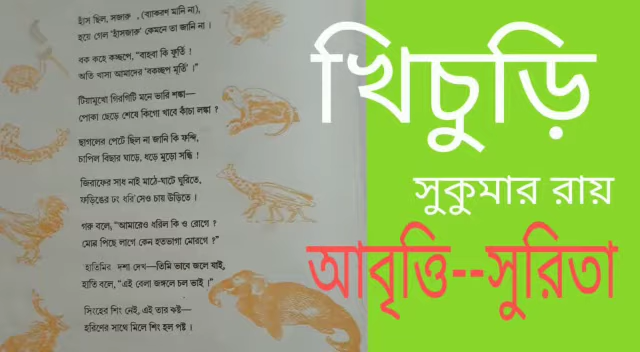 হাঁস ছিল, সজারু , (ব্যাকরণ মানি না),
হয়ে গেল 'হাঁসজারু' কেমনে তা জানি না ।
বক কহে কচ্ছপে, "বাহবা কি ফুর্তি !
অতি খাসা আমাদের 'বকচ্ছপ মূর্তি' ।"
টিয়ামুখো গিরগিটি মনে ভারি শঙ্কা—
পোকা ছেড়ে শেষে কিগো খাবে কাঁচা লঙ্কা ?
ছাগলের পেটে ছিল না জানি কি ফন্দি,
চাপিল বিছার ঘাড়ে, ধড়ে মুড়ো সন্ধি !
জিরাফের সাধ নাই মাঠে-ঘাটে ঘুরিতে,
ফড়িঙের ঢং ধরি' সেও চায় উড়িতে ।
গরু বলে, "আমারেও ধরিল কি ও রোগে ?
মোর পিছে লাগে কেন হতভাগা মোরগে ?"
হাতিমির দশা দেখ—তিমি ভাবে জলে যাই,
হাতি বলে, "এই বেলা জঙ্গলে চল ভাই ।"
সিংহের শিং নেই, এই তার কষ্ট—
হরিণের সাথে মিলে শিং হল পষ্ট ।
খিচুড়ি
সুকুমার রায়
আবৃত্তি--সুরিতা